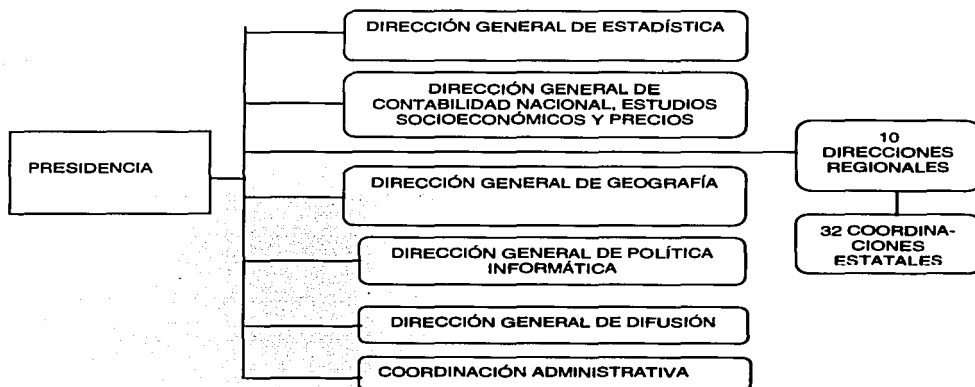 DIRECCIÓN GENERAL DE ESTADÍSTICA
DIRECCIÓN GENERAL DE
CONTABILIDAD NACIONAL, ESTUDIOS
SOCIOECONÓMICOS Y PRECIOS
PRESIDENCIA
10
DIRECCIONES
REGIONALES
DIRECCIÓN GENERAL DE GEOGRAFÍA
32 COORDINA-
CIONES
ESTATALES
DIRECCIÓN GENERAL DE POLÍTICA
INFORMÁTICA
DIRECCIÓN GENERAL DE DIFUSIÓN
COORDINACIÓN ADMINISTRATIVA